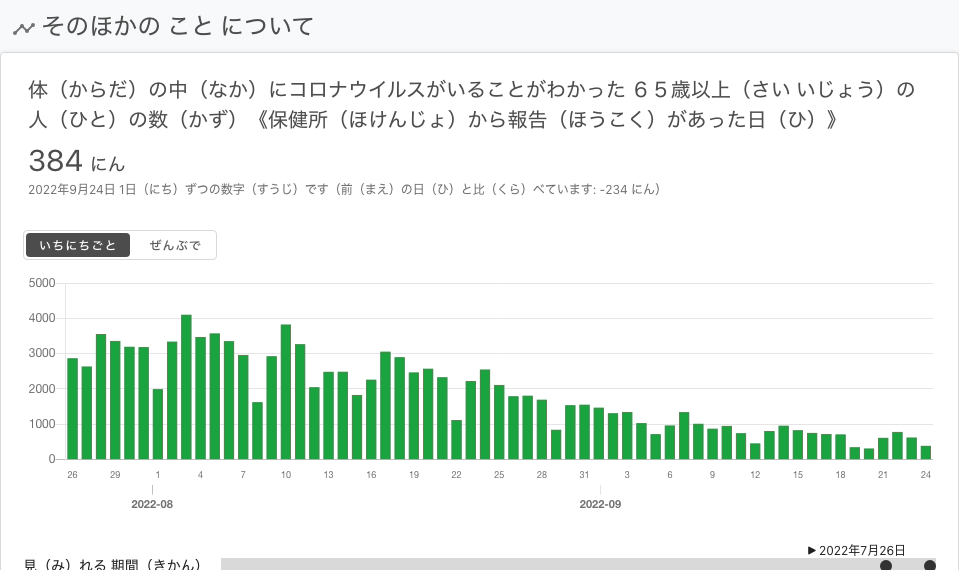 そのほかの こと について
体（からだ）の中（なか）にコロナウイルスがいることがわかった ６５歳以上（さい いじょう）の
人（ひと）の数（かず）《保健所（ほけんじょ）から報告（ほうこく）があった日（ひ）》
384 にん
2022年9月24日 1日（にち）ずつの数字（すうじ）です（前（まえ）の日（ひ）と比（くら）べています: -234 にん）
いちにちごと ぜんぶで
5000
4000
3000
2000
1000
0
26 29 1 4 7 10 13 16 19 22 25 28 31 3 6 9 12 15 18 21 24
2022-08 2022-09
▶ 2022年7月26日
見（み）れる 期間（きかん）